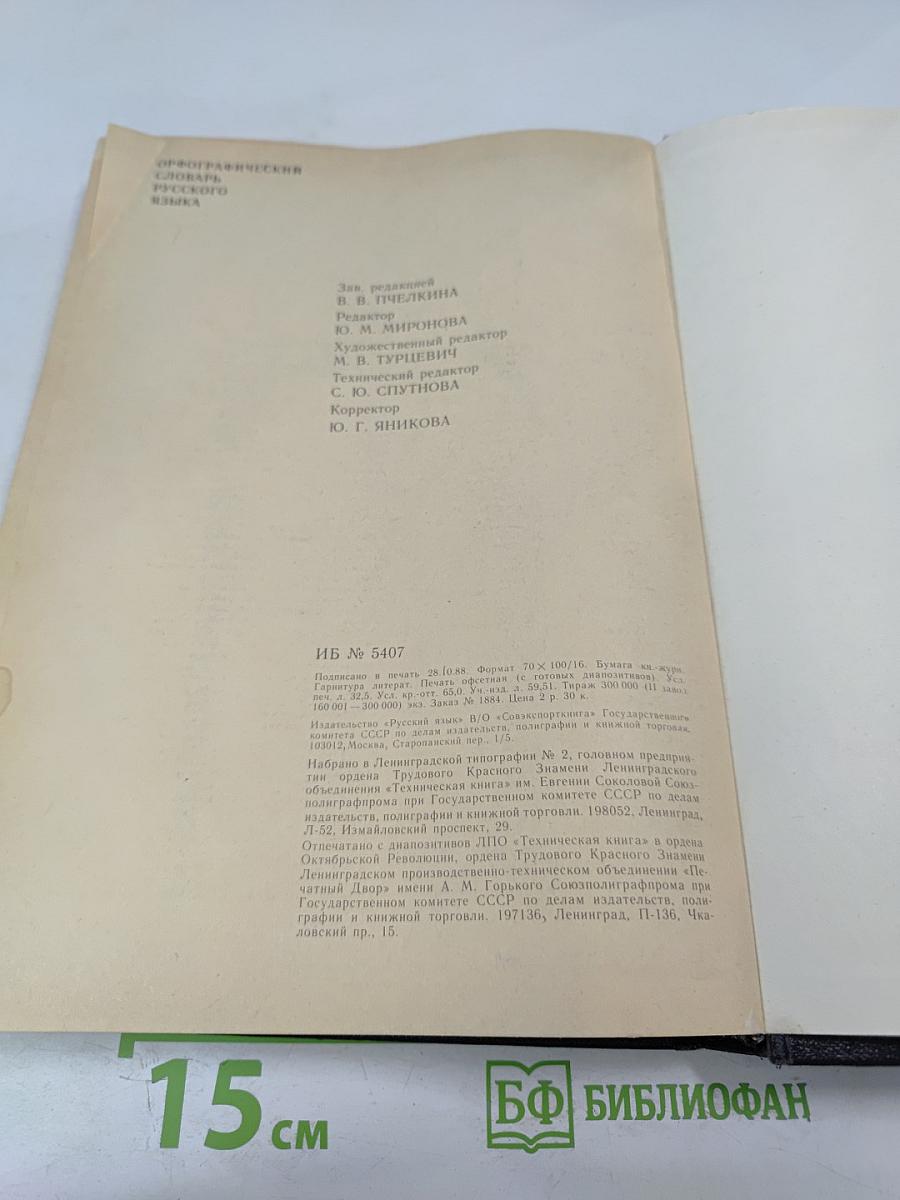 ОРФОГРАФИЧЕСКИЙ
СЛОВАРЬ
РУССКОГО
ЯЗЫКА
Зав. редакцией
В. В. ПЧЕЛКИНА
Редактор
Ю. М. МИРОНОВА
Художественный редактор
М. В. ТУРЦЕВИЧ
Технический редактор
С. Ю. СПУТНОВА
Корректор
Ю. Г. ЯНИКОВА
ИБ № 5407
Подписано в печать 28.10.88. Формат 70×100/16. Бумага кн.-журн.
Гарнитура литерат. Печать офсетная (с готовых диапозитивов). Усл.
печ. л. 32,5. Усл. кр.-отт. 65,0. Уч.-изд. л. 59,51. Тираж 300 000 (II завод
160 001—300 000) экз. Заказ № 1884. Цена 2 р. 30 к.
Издательство «Русский язык» В/О «Совэкспорткнига» Государственного
комитета СССР по делам издательств, полиграфии и книжной торговли.
103012, Москва, Старопанский пер., 1/5.
Набрано в Ленинградской типографии № 2, головном предприя-
тии ордена Трудового Красного Знамени Ленинградского
объединения «Техническая книга» им. Евгении Соколовой Союз-
полиграфпрома при Государственном комитете СССР по делам
издательств, полиграфии и книжной торговли. 198052, Ленинград,
Л-52, Измайловский проспект, 29.
Отпечатано с диапозитивов ЛПО «Техническая книга» в ордена
Октябрьской Революции, ордена Трудового Красного Знамени
Ленинградском производственно-техническом объединении «Пе-
чатный Двор» имени А. М. Горького Союзполиграфпрома при
Государственном комитете СССР по делам издательств, поли-
графии и книжной торговли. 197136, Ленинград, П-136, Чка-
ловский пр., 15.
15 см
БФ БИБЛИОФАН